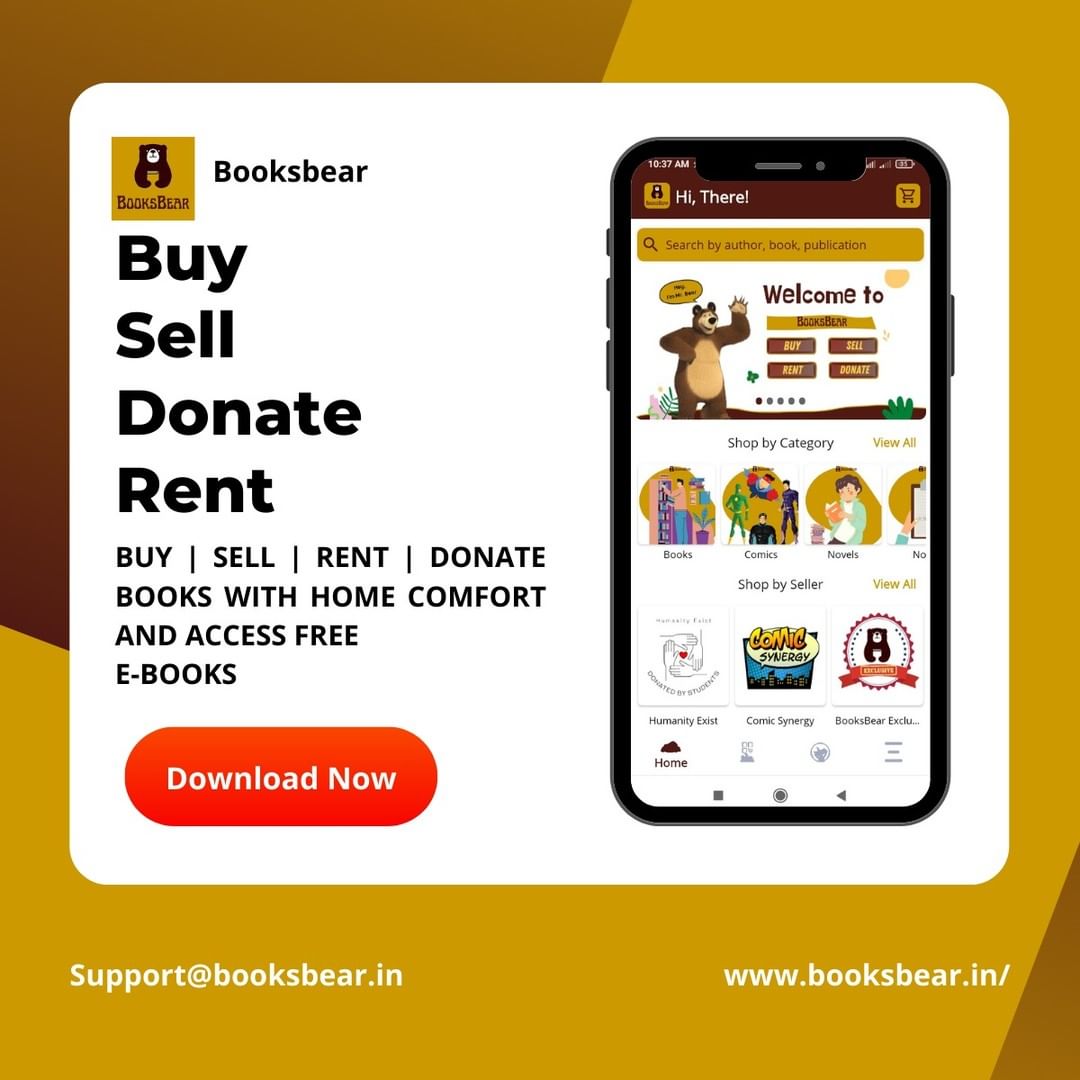 BOOKSBEAR
Booksbear
Buy
Sell
Donate
Rent
BUY | SELL | RENT | DONATE
BOOKS WITH HOME COMFORT
AND ACCESS FREE
E-BOOKS
Download Now
10:37 AM
35
BOOKSBEAR
Hi, There!
Search by author, book, publication
Hey,
I'm Mr. Bear!
Welcome to
BOOKSBEAR
BUY SELL
RENT DONATE
Shop by Category View All
Books Comics Novels No
Shop by Seller View All
Humanity Exist
DONATED BY STUDENTS
COMIC
SYNERGY
EXCLUSIVE
Humanity Exist Comic Synergy BooksBear Exclu...
Home
Support@booksbear.in www.booksbear.in/